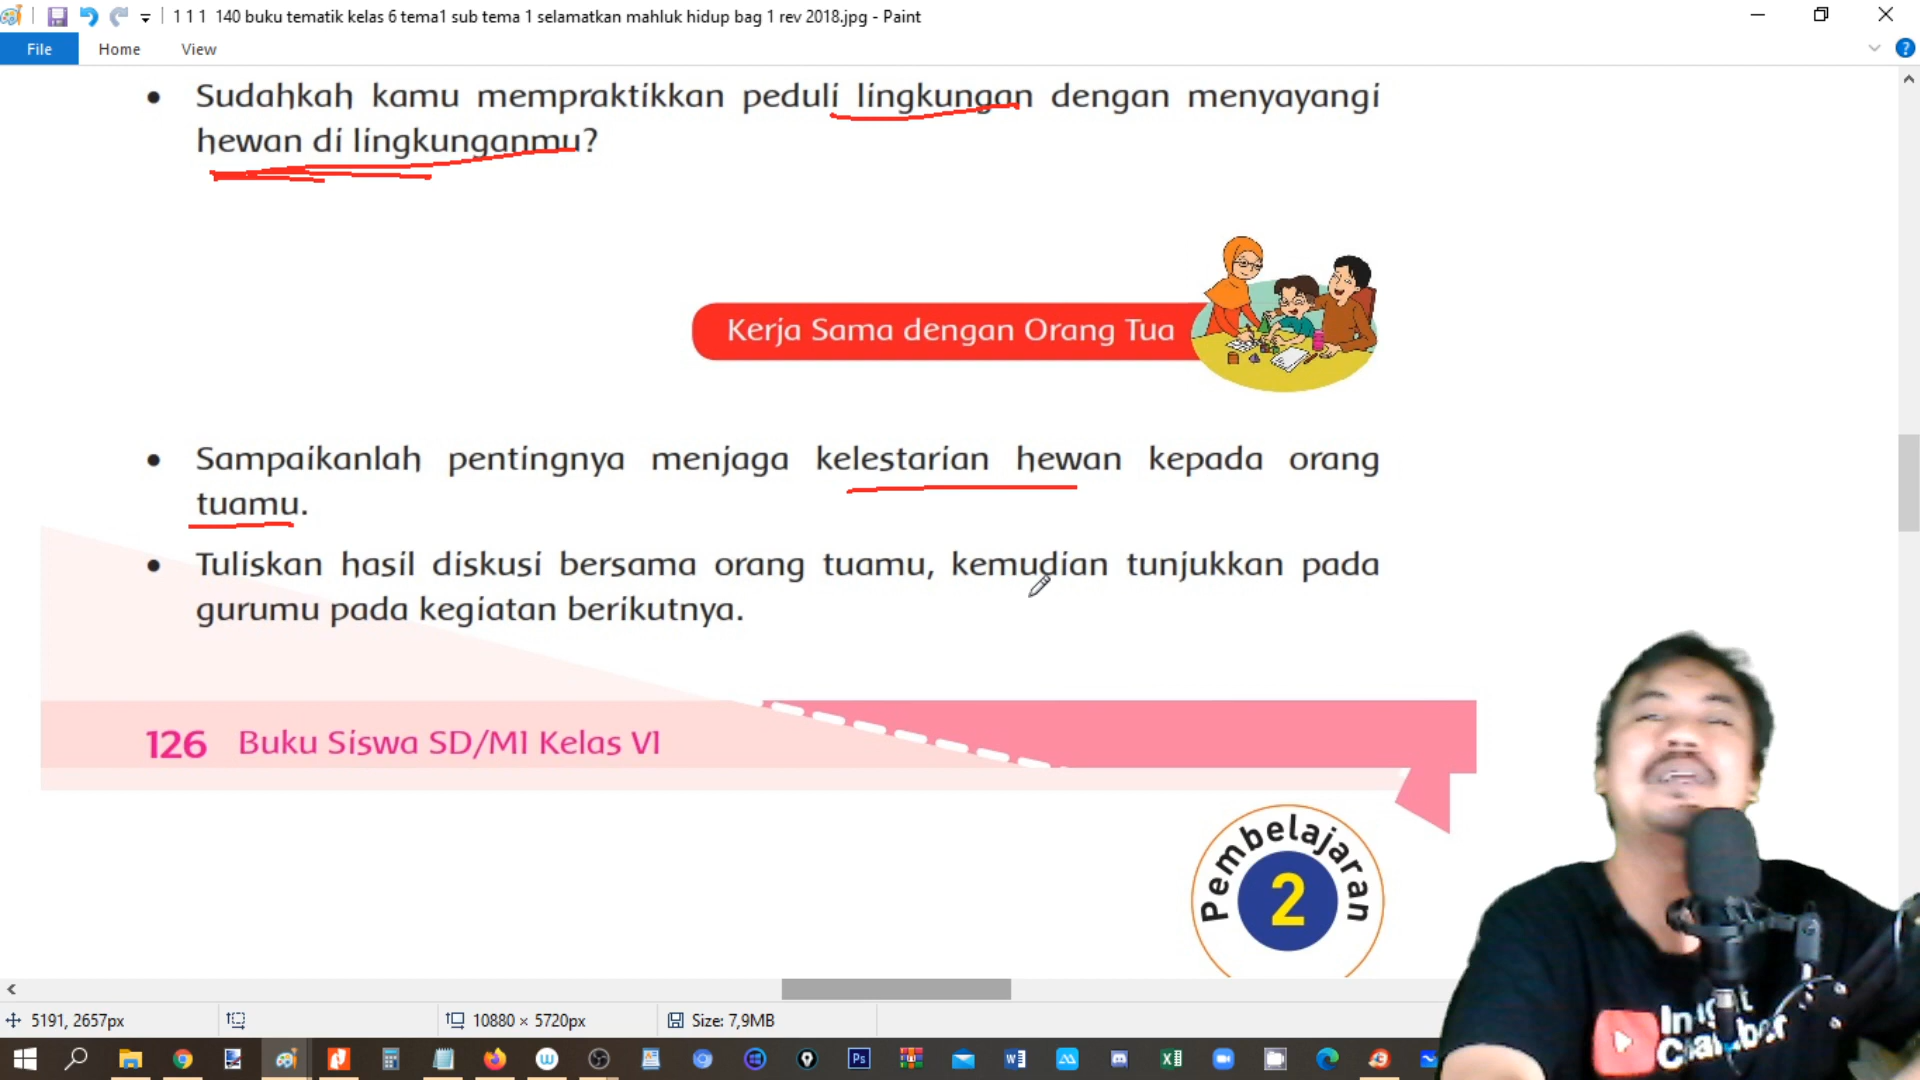 1 1 1  140 buku tematik kelas 6 tema1 sub tema 1 selamatkan mahluk hidup bag 1 rev 2018.jpg - Paint
File Home View
• Sudahkah kamu mempraktikkan peduli lingkungan dengan menyayangi
hewan di lingkunganmu?
Kerja Sama dengan Orang Tua
• Sampaikanlah pentingnya menjaga kelestarian hewan kepada orang
tuamu.
• Tuliskan hasil diskusi bersama orang tuamu, kemudian tunjukkan pada
gurumu pada kegiatan berikutnya.
126 Buku Siswa SD/MI Kelas VI
Pembelajaran
2
5191, 2657px
10880 × 5720px
Size: 7,9MB
Ps